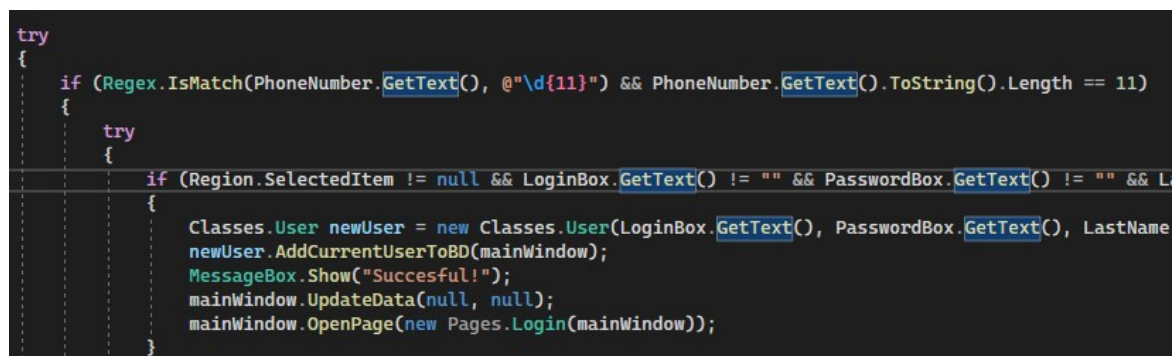 try
{
if (Regex.IsMatch(PhoneNumber.GetText(), @"\d{11}") && PhoneNumber.GetText().ToString().Length == 11)
{
try
{
if (Region.SelectedItem != null && LoginBox.GetText() != "" && PasswordBox.GetText() != "" &&
{
Classes.User newUser = new Classes.User(LoginBox.GetText(), PasswordBox.GetText(), LastName
newUser.AddCurrentUserToBD(mainWindow);
MessageBox.Show("Succesful!");
mainWindow.UpdateData(null, null);
mainWindow.OpenPage(new Pages.Login(mainWindow));
}